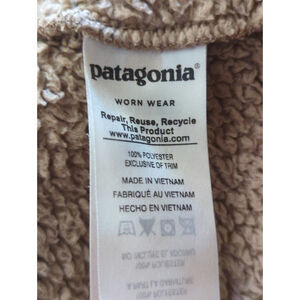 patagonia®
WORN WEAR
Repair, Reuse, Recycle
This Product
www.patagonia.com
100% POLYESTER
EXCLUSIVE OF TRIM
MADE IN VIETNAM
FABRIQUÉ AU VIETNAM
HECHO EN VIETNAM